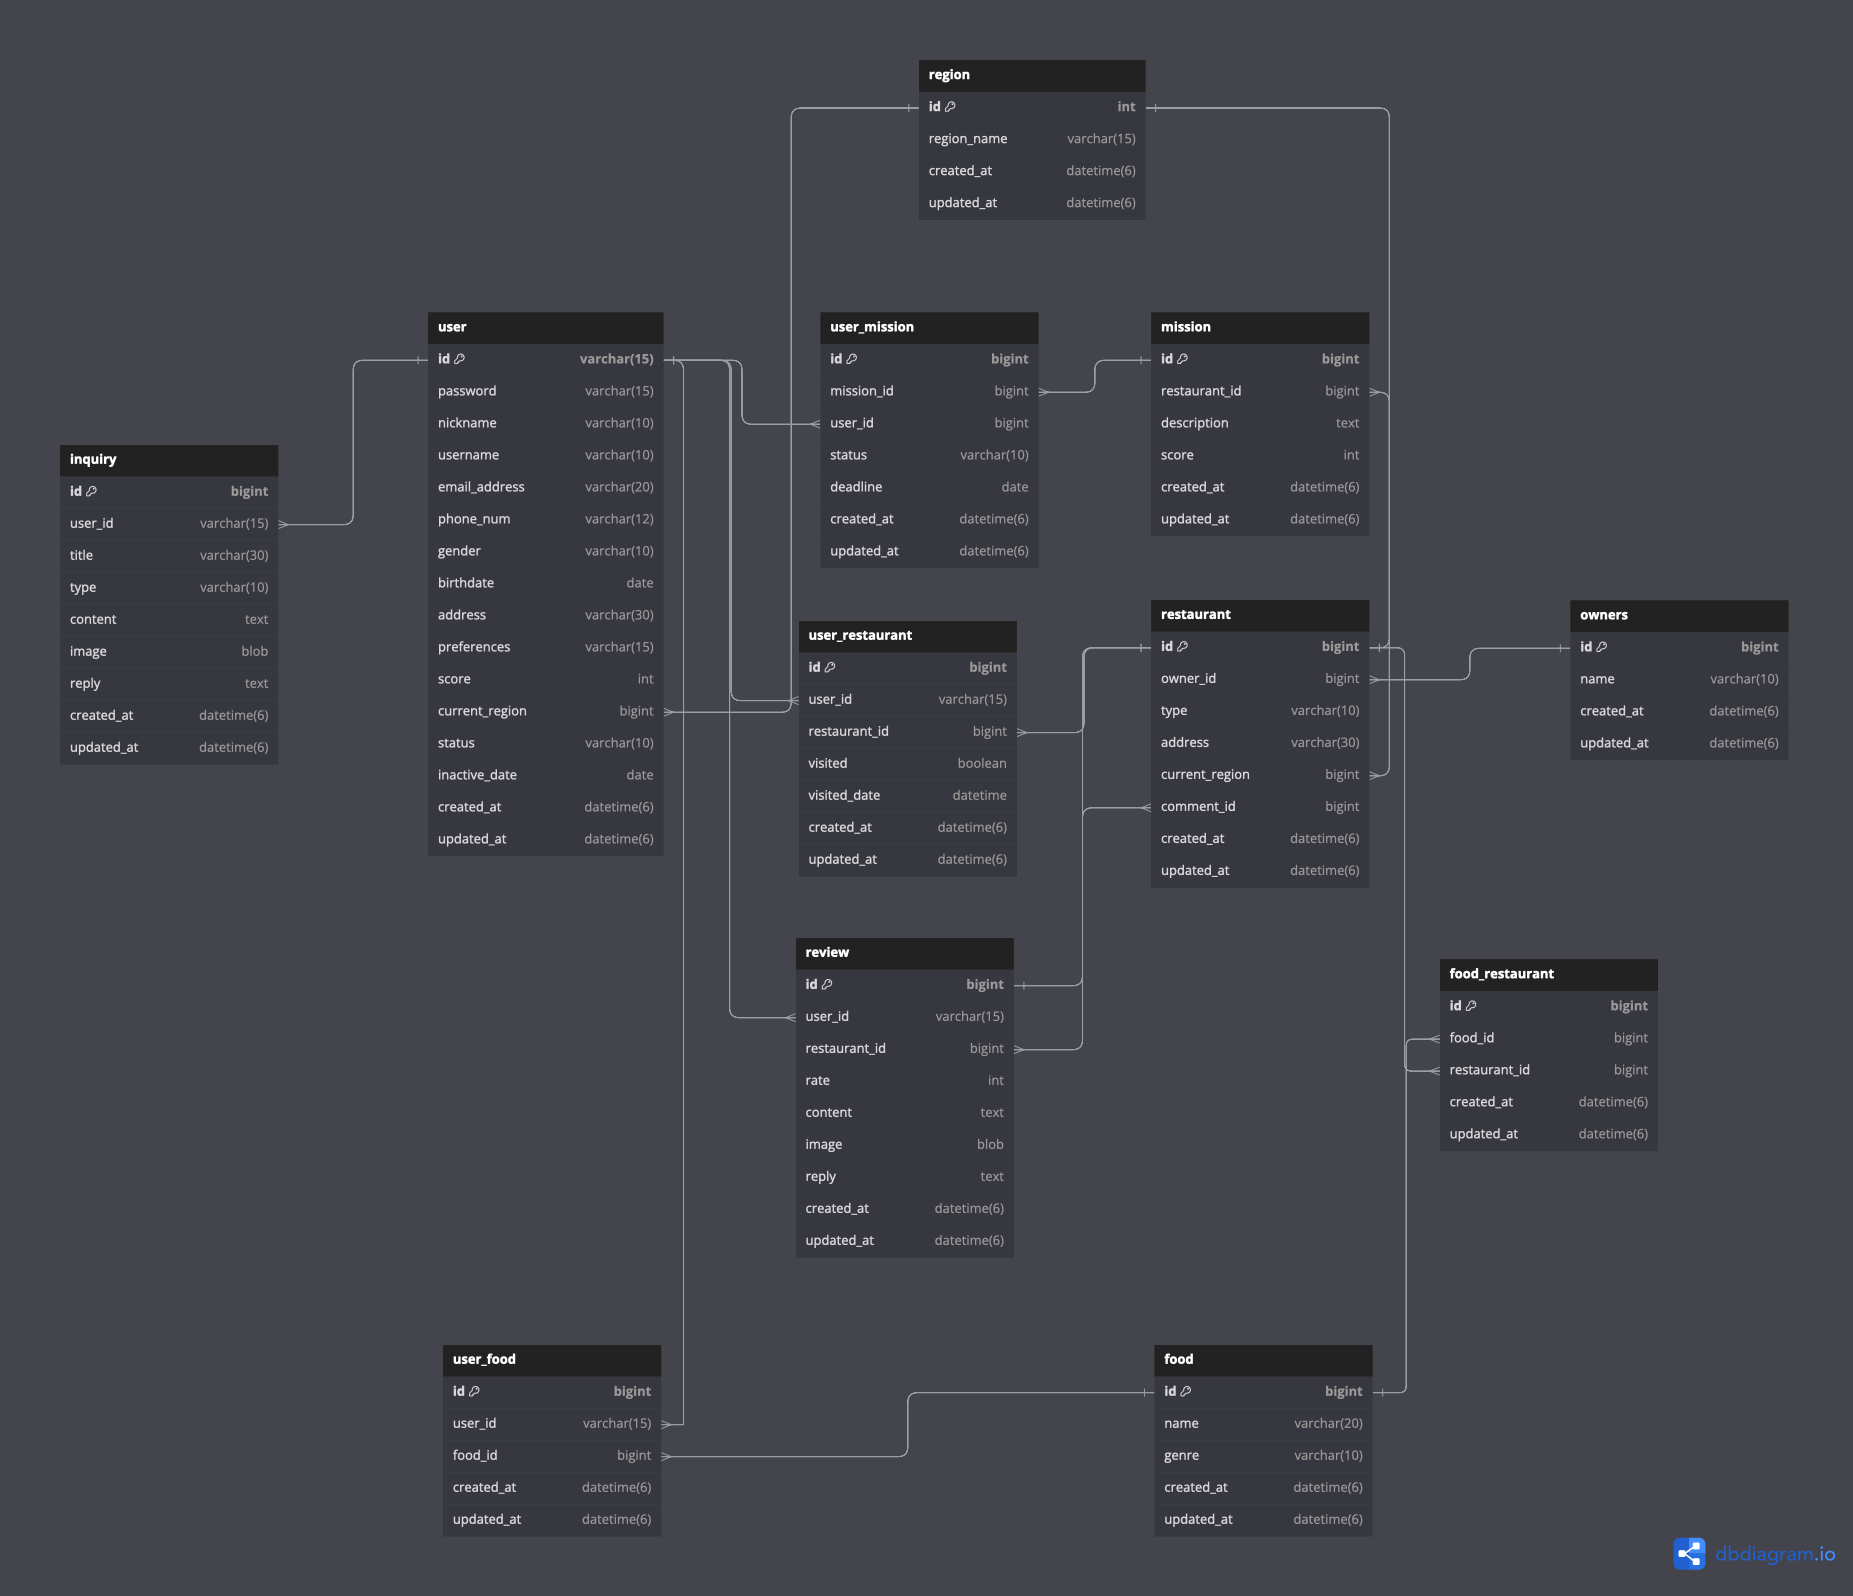 region
id int
region_name varchar(15)
created_at datetime(6)
updated_at datetime(6)
user
id varchar(15)
password varchar(15)
nickname varchar(10)
username varchar(10)
email_address varchar(20)
phone_num varchar(12)
gender varchar(10)
birthdate date
address varchar(30)
preferences varchar(15)
score int
current_region bigint
status varchar(10)
inactive_date date
created_at datetime(6)
updated_at datetime(6)
user_mission
id bigint
mission_id bigint
user_id bigint
status varchar(10)
deadline date
created_at datetime(6)
updated_at datetime(6)
mission
id bigint
restaurant_id bigint
description text
score int
created_at datetime(6)
updated_at datetime(6)
inquiry
id bigint
user_id varchar(15)
title varchar(30)
type varchar(10)
content text
image blob
reply text
created_at datetime(6)
updated_at datetime(6)
user_restaurant
id bigint
user_id varchar(15)
restaurant_id bigint
visited boolean
visited_date datetime
created_at datetime(6)
updated_at datetime(6)
restaurant
id bigint
owner_id bigint
type varchar(10)
address varchar(30)
current_region bigint
comment_id bigint
created_at datetime(6)
updated_at datetime(6)
owners
id bigint
name varchar(10)
created_at datetime(6)
updated_at datetime(6)
review
id bigint
user_id varchar(15)
restaurant_id bigint
rate int
content text
image blob
reply text
created_at datetime(6)
updated_at datetime(6)
food_restaurant
id bigint
food_id bigint
restaurant_id bigint
created_at datetime(6)
updated_at datetime(6)
user_food
id bigint
user_id varchar(15)
food_id bigint
created_at datetime(6)
updated_at datetime(6)
food
id bigint
name varchar(20)
genre varchar(10)
created_at datetime(6)
updated_at datetime(6)
dbdiagram.io